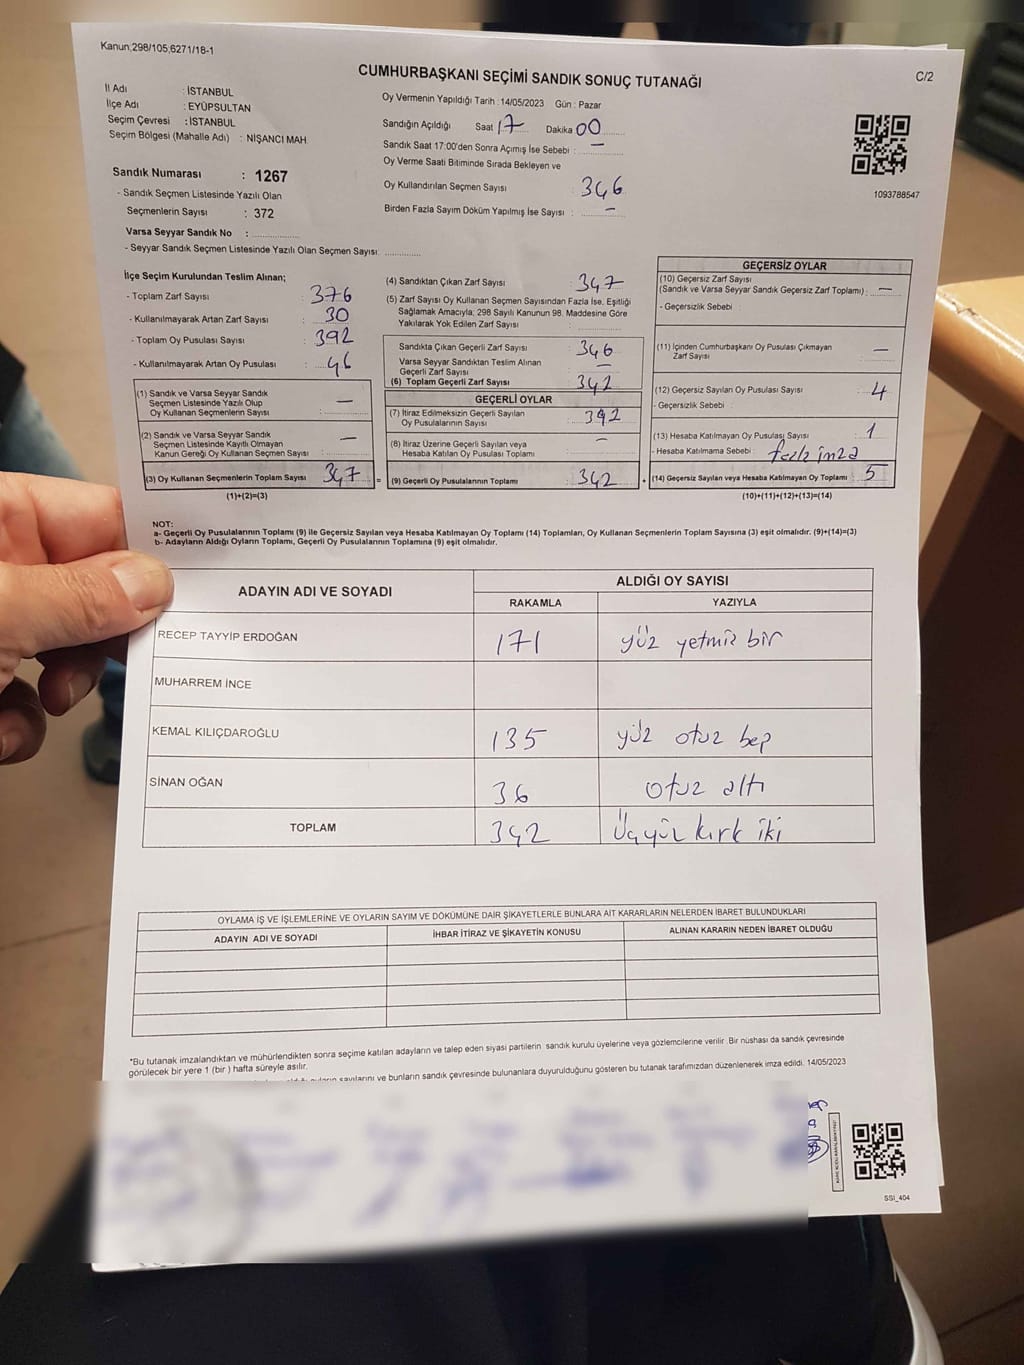 Kanun;298/105,6271/18-1
CUMHURBAŞKANI SEÇİMİ SANDIK SONUÇ TUTANAĞI
C/2
İl Adı : İSTANBUL
İlçe Adı : EYÜPSULTAN
Seçim Çevresi : İSTANBUL
Seçim Bölgesi (Mahalle Adı) : NİŞANCI MAH.
Sandık Numarası : 1267
- Sandık Seçmen Listesinde Yazılı Olan
Seçmenlerin Sayısı : 372
Varsa Seyyar Sandık No :
- Seyyar Sandık Seçmen Listesinde Yazılı Olan Seçmen Sayısı
Oy Vermenin Yapıldığı Tarih : 14/05/2023 Gün : Pazar
Sandığın Açıldığı Saat 17 Dakika 00
Sandık Saat 17:00'den Sonra Açımış İse Sebebi : —
Oy Verme Saati Bitiminde Sırada Bekleyen ve
Oy Kullandırılan Seçmen Sayısı : 346
Birden Fazla Sayım Döküm Yapılmış İse Sayısı : —
1093788547
İlçe Seçim Kurulundan Teslim Alınan;
- Toplam Zarf Sayısı : 376
- Kullanılmayarak Artan Zarf Sayısı : 30
- Toplam Oy Pusulası Sayısı : 392
- Kullanılmayarak Artan Oy Pusulası : 46
(1) Sandık ve Varsa Seyyar Sandık
Seçmen Listesinde Yazılı Olup
Oy Kullanan Seçmenlerin Sayısı : —
(2) Sandık ve Varsa Seyyar Sandık
Seçmen Listesinde Kayıtlı Olmayan
Kanun Gereği Oy Kullanan Seçmen Sayısı : —
(3) Oy Kullanan Seçmenlerin Toplam Sayısı 347 =
(1)+(2)=(3)
(4) Sandıktan Çıkan Zarf Sayısı : 347
(5) Zarf Sayısı Oy Kullanan Seçmen Sayısından Fazla İse, Eşitliği
Sağlamak Amacıyla; 298 Sayılı Kanunun 98. Maddesine Göre
Yakılarak Yok Edilen Zarf Sayısı :
Sandıkta Çıkan Geçerli Zarf Sayısı : 346
Varsa Seyyar Sandıktan Teslim Alınan
Geçerli Zarf Sayısı : —
(6) Toplam Geçerli Zarf Sayısı : 342
GEÇERLİ OYLAR
(7) İtiraz Edilmeksizin Geçerli Sayılan
Oy Pusulalarının Sayısı : 342
(8) İtiraz Üzerine Geçerli Sayılan veya
Hesaba Katılan Oy Pusulası Toplamı : —
(9) Geçerli Oy Pusulalarının Toplamı : 342 +
GEÇERSİZ OYLAR
(10) Geçersiz Zarf Sayısı
(Sandık ve Varsa Seyyar Sandık Geçersiz Zarf Toplamı) : —
- Geçersizlik Sebebi :
(11) İçinden Cumhurbaşkanı Oy Pusulası Çıkmayan
Zarf Sayısı : —
(12) Geçersiz Sayılan Oy Pusulası Sayısı : 4
- Geçersizlik Sebebi :
(13) Hesaba Katılmayan Oy Pusulası Sayısı : 1
- Hesaba Katılmama Sebebi : fazla imza
(14) Geçersiz Sayılan veya Hesaba Katılmayan Oy Toplamı : 5
(10)+(11)+(12)+(13)=(14)
NOT:
a- Geçerli Oy Pusulalarının Toplamı (9) ile Geçersiz Sayılan veya Hesaba Katılmayan Oy Toplamı (14) Toplamları, Oy Kullanan Seçmenlerin Toplam Sayısına (3) eşit olmalıdır. (9)+(14)=(3)
b- Adayların Aldığı Oyların Toplamı, Geçerli Oy Pusulalarının Toplamına (9) eşit olmalıdır.
ADAYIN ADI VE SOYADI
ALDIĞI OY SAYISI
RAKAMLA YAZIYLA
RECEP TAYYİP ERDOĞAN 171 yüz yetmiş bir
MUHARREM İNCE
KEMAL KILIÇDAROĞLU 135 yüz otuz beş
SİNAN OĞAN 36 otuz altı
TOPLAM 342 Üçyüz kırk iki
OYLAMA İŞ VE İŞLEMLERİNE VE OYLARIN SAYIM VE DÖKÜMÜNE DAİR ŞİKAYETLERLE BUNLARA AİT KARARLARIN NELERDEN İBARET BULUNDUKLARI
ADAYIN ADI VE SOYADI İHBAR İTİRAZ VE ŞİKAYETİN KONUSU ALINAN KARARIN NEDEN İBARET OLDUĞU
*Bu tutanak imzalandıktan ve mühürlendikten sonra seçime katılan adayların ve talep eden siyasi partilerin sandık kurulu üyelerine veya gözlemcilerine verilir .Bir nüshası da sandık çevresinde
görülecek bir yere 1 (bir ) hafta süreyle asılır.
sayılarını ve bunların sandık çevresinde bulunanlara duyurulduğunu gösteren bu tutanak tarafımızdan düzenlenerek imza edildi. 14/05/2023
SSI_404